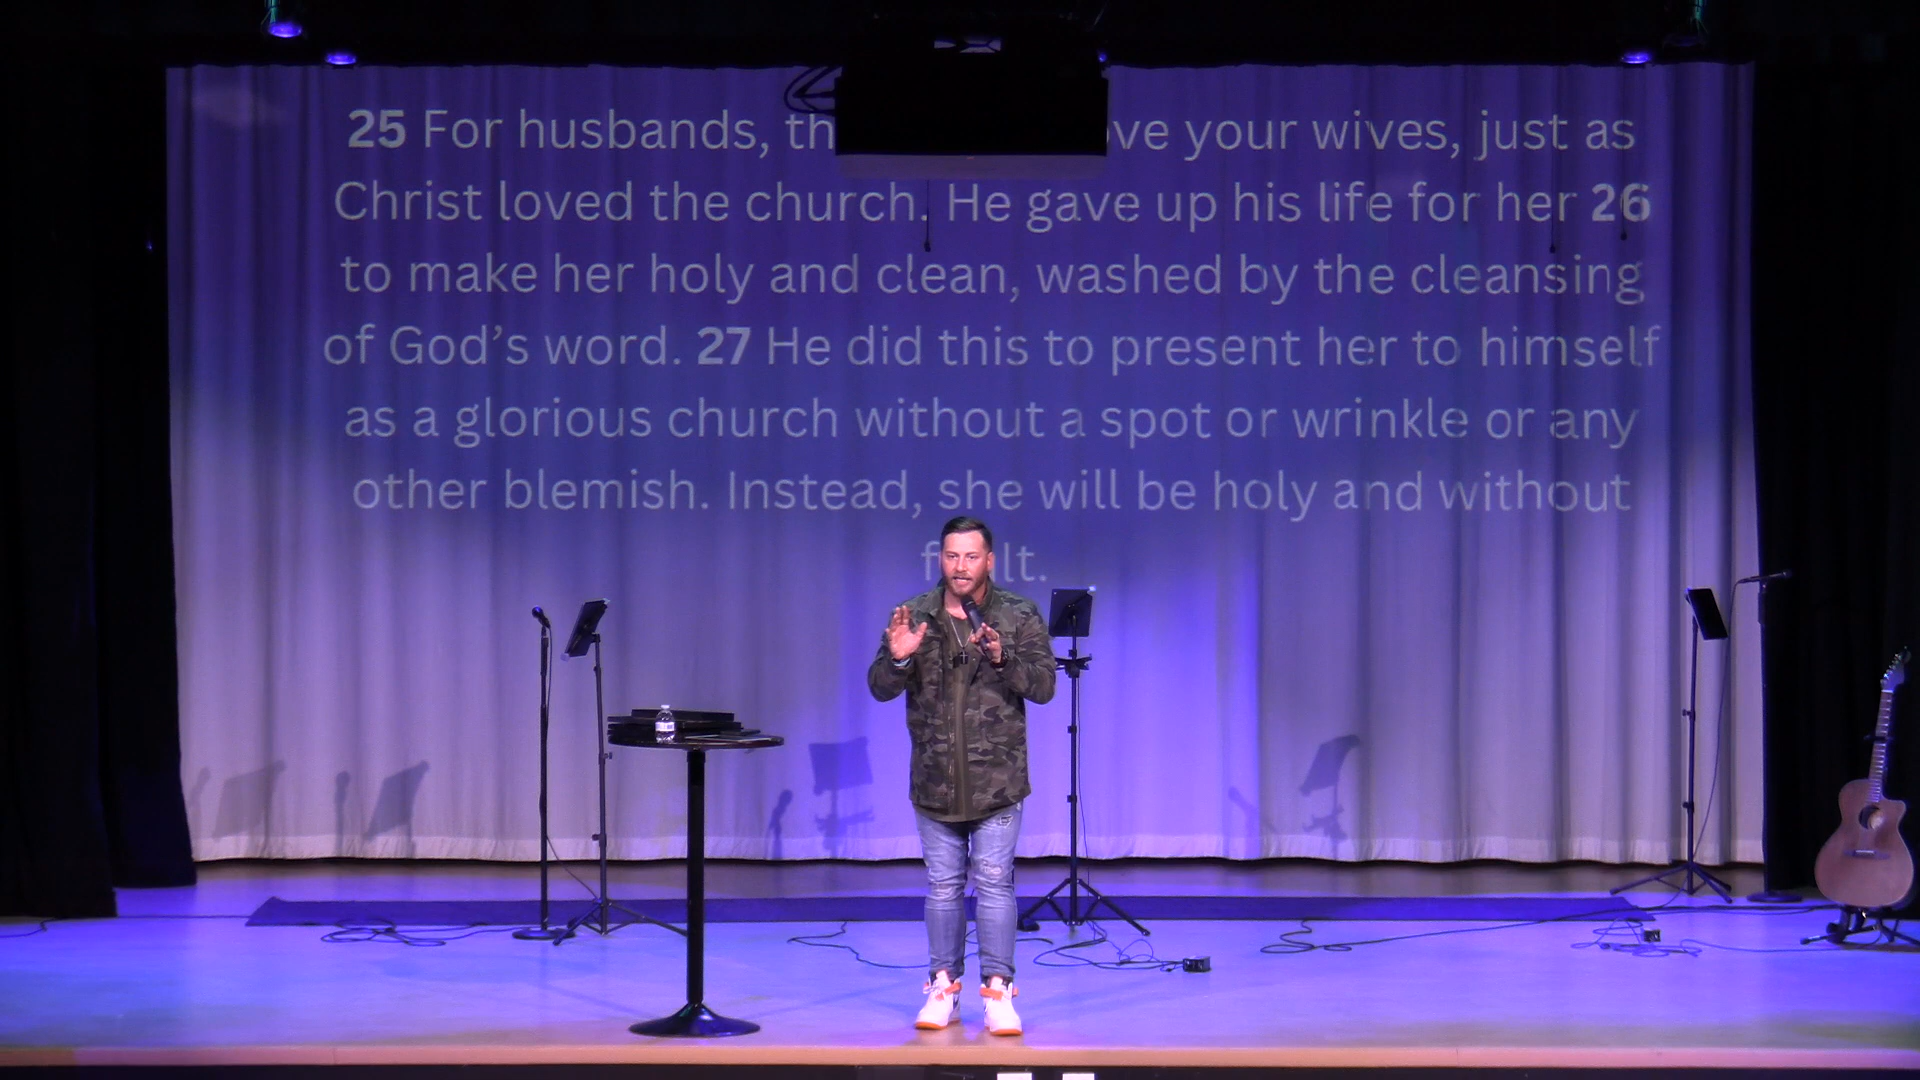 25 For husbands, th ve your wives, just as
Christ loved the church. He gave up his life for her 26
to make her holy and clean, washed by the cleansing
of God’s word. 27 He did this to present her to himself
as a glorious church without a spot or wrinkle or any
other blemish. Instead, she will be holy and without